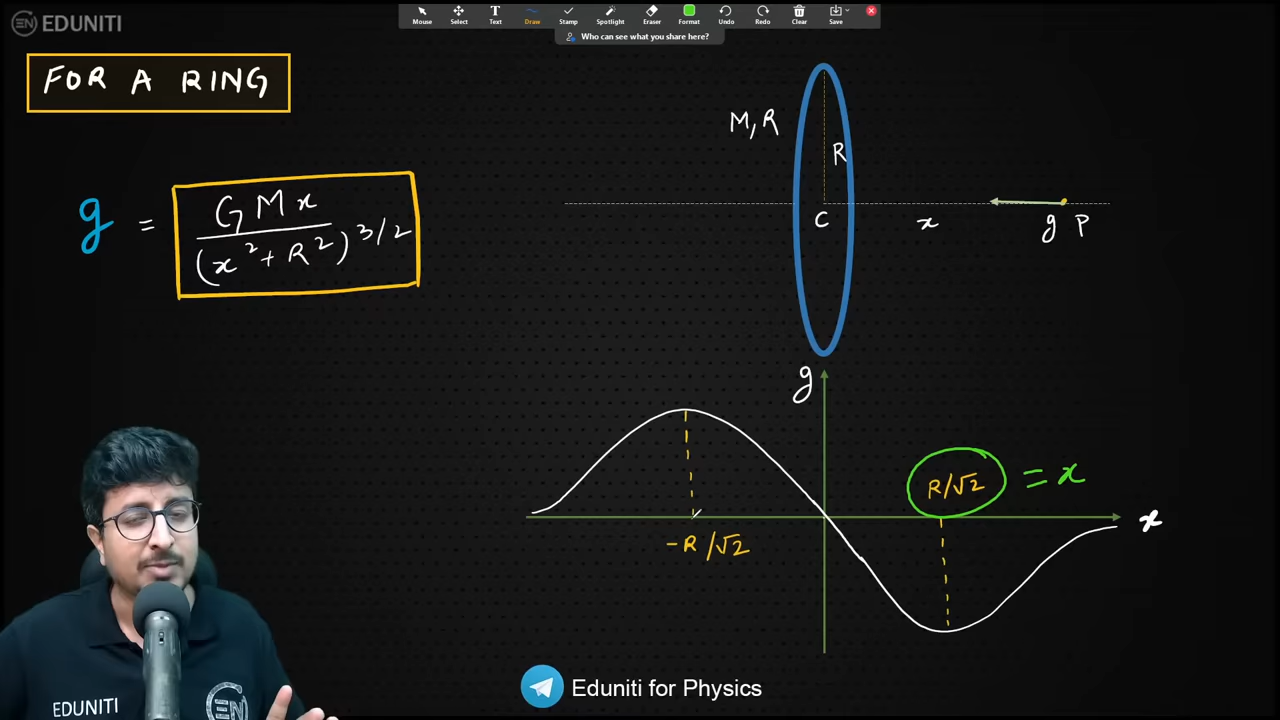 EDUNITI
Mouse Select Text Draw Stamp Spotlight Eraser Format Undo Redo Clear Save
Who can see what you share here?
FOR A RING
M, R
R
g = GMx
(x²+R²)^3/2
C x g P
g
R/√2 = x
x
-R/√2
EDUNITI
EN
Eduniti for Physics